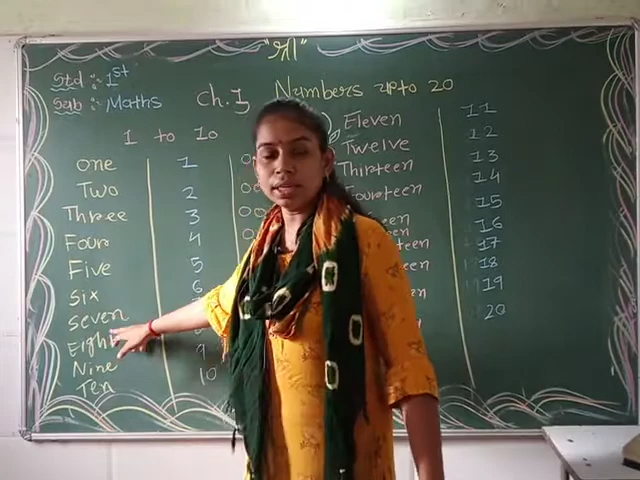 "श्री"
Std :- 1st
Sub :- Maths
Ch. 1 Numbers upto 20
1 to 10
one 1
Two 2
Three 3
Four 4
Five 5
six
seven
Eight
Nine 9
Ten 10
Eleven 11
Twelve 12
Thirteen 13
Fourteen 14
15
16
17
18
19
20